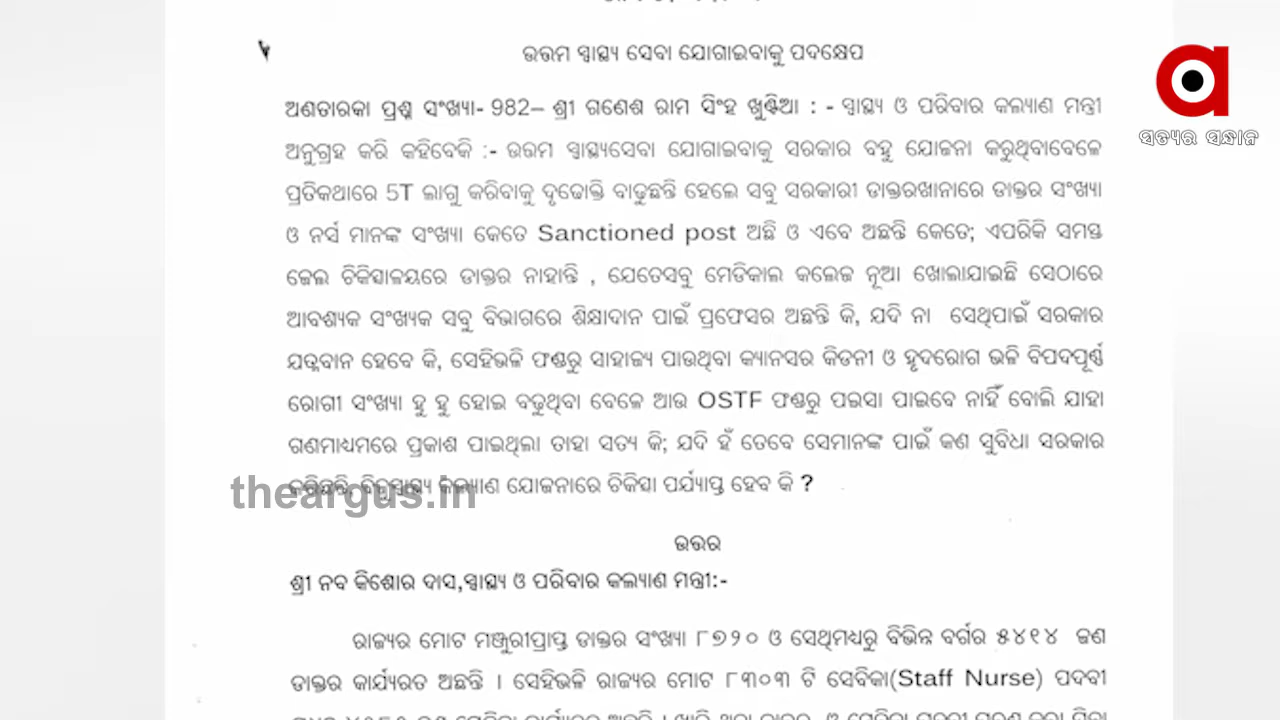 ଉତ୍ତମ ସ୍ୱାସ୍ଥ୍ୟ ସେବା ଯୋଗାଇବାକୁ ପଦକ୍ଷେପ
ସତ୍ୟର ସନ୍ଧାନ
ଅଣତାରକା ପ୍ରଶ୍ନ ସଂଖ୍ୟା- 982– ଶ୍ରୀ ଗଣେଶ ରାମ ସିଂହ ଖୁଣ୍ଟିଆ : - ସ୍ୱାସ୍ଥ୍ୟ ଓ ପରିବାର କଲ୍ୟାଣ ମନ୍ତ୍ରୀ
ଅନୁଗ୍ରହ କରି କହିବେକି :- ଉତ୍ତମ ସ୍ୱାସ୍ଥ୍ୟସେବା ଯୋଗାଇବାକୁ ସରକାର ବହୁ ଯୋଜନା କରୁଥିବାବେଳେ
ପ୍ରତିକଥାରେ 5T ଲାଗୁ କରିବାକୁ ଦୃଢୋକ୍ତି ବାଢୁଛନ୍ତି ହେଲେ ସବୁ ସରକାରୀ ଡାକ୍ତରଖାନାରେ ଡାକ୍ତର ସଂଖ୍ୟା
ଓ ନର୍ସ ମାନଙ୍କ ସଂଖ୍ୟା କେତେ Sanctioned post ଅଛି ଓ ଏବେ ଅଛନ୍ତି କେତେ; ଏପରିକି ସମସ୍ତ
ଜେଲ ଚିକିସାଳୟରେ ଡାକ୍ତର ନାହାନ୍ତି , ଯେତେସବୁ ମେଡିକାଲ କଲେଜ ନୂଆ ଖୋଲାଯାଇଛି ସେଠାରେ
ଆବଶ୍ୟକ ସଂଖ୍ୟକ ସବୁ ବିଭାଗରେ ଶିକ୍ଷାଦାନ ପାଇଁ ପ୍ରଫେସର ଅଛନ୍ତି କି, ଯଦି ନା ସେଥିପାଇଁ ସରକାର
ଯତ୍ନବାନ ହେବେ କି, ସେହିଭଳି ଫଣ୍ଡରୁ ସାହାଜ୍ୟ ପାଉଥିବା କ୍ୟାନସର କିଡନୀ ଓ ହୃଦରୋଗ ଭଳି ବିପଦପୂର୍ଣ୍ଣ
ରୋଗୀ ସଂଖ୍ୟା ହୁ ହୁ ହୋଇ ବଢୁଥିବା ବେଳେ ଆଉ OSTF ଫଣ୍ଡରୁ ପଇସା ପାଇବେ ନାହିଁ ବୋଲି ଯାହା
ଗଣମାଧ୍ୟମରେ ପ୍ରକାଶ ପାଇଥିଲା ତାହା ସତ୍ୟ କି; ଯଦି ହଁ ତେବେ ସେମାନଙ୍କ ପାଇଁ କଣ ସୁବିଧା ସରକାର
କଲ୍ୟାଣ ଯୋଜନାରେ ଚିକିସା ପର୍ଯ୍ୟାପ୍ତ ହେବ କି ?
theargus.in
ଉତ୍ତର
ଶ୍ରୀ ନବ କିଶୋର ଦାସ,ସ୍ୱାସ୍ଥ୍ୟ ଓ ପରିବାର କଲ୍ୟାଣ ମନ୍ତ୍ରୀ:-
ରାଜ୍ୟର ମୋଟ ମଞ୍ଜୁରୀପ୍ରାପ୍ତ ଡାକ୍ତର ସଂଖ୍ୟା ୮୭୨୦ ଓ ସେଥିମଧ୍ୟରୁ ବିଭିନ୍ନ ବର୍ଗର ୫୪୧୪ ଜଣ
ଡାକ୍ତର କାର୍ଯ୍ୟରତ ଅଛନ୍ତି । ସେହିଭଳି ରାଜ୍ୟର ମୋଟ ୮୩୦୩ ଟି ସେବିକା(Staff Nurse) ପଦବୀ